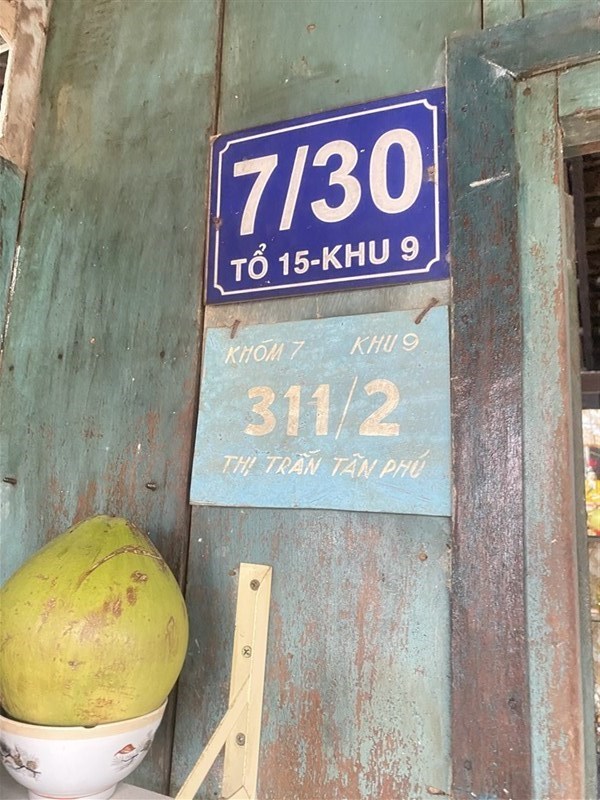 7/30
TỔ 15-KHU 9
KHÓM 7 KHU 9
311/2
THỊ TRẤN TÂN PHÚ